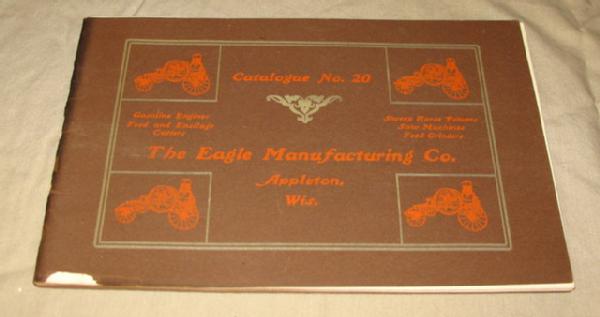 Catalogue No. 20
Gasoline Engines
Feed and Ensilage
Cutters
Sweep Horse Powers
Saw Machines
Feed Grinders
The Eagle Manufacturing Co.
Appleton,
Wis.